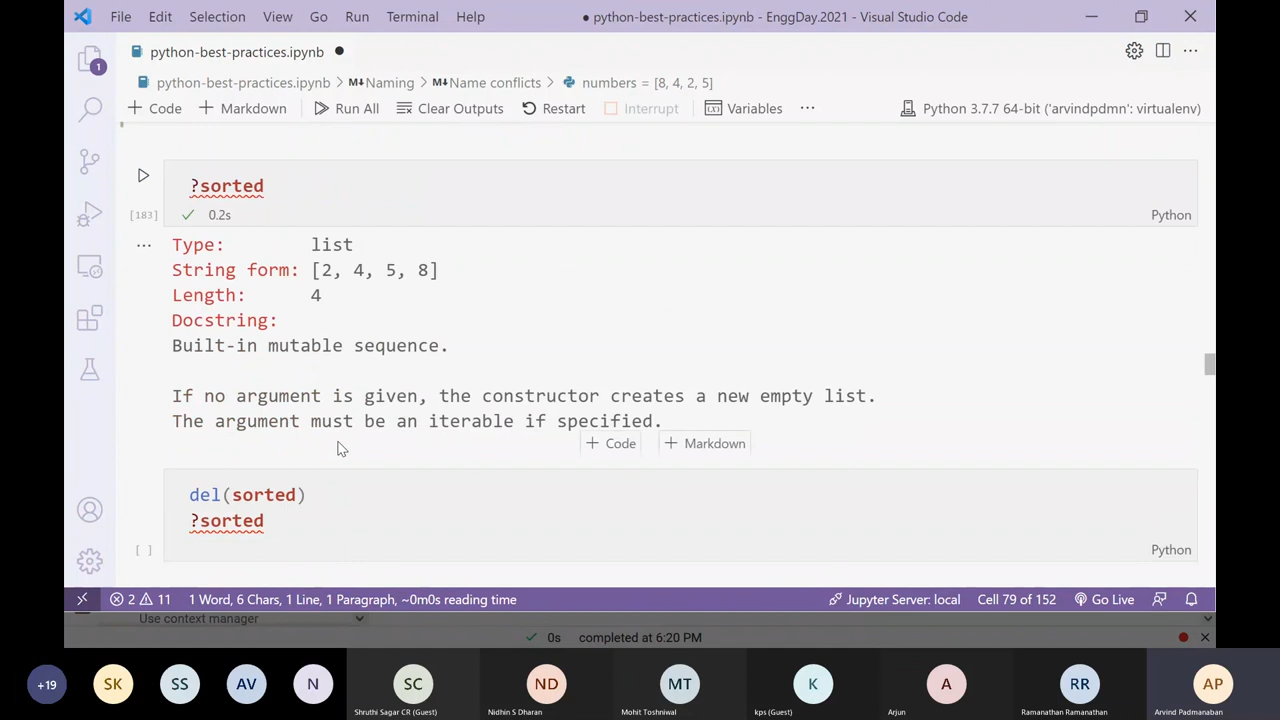 File Edit Selection View Go Run Terminal Help
● python-best-practices.ipynb - EnggDay.2021 - Visual Studio Code
python-best-practices.ipynb ●
python-best-practices.ipynb > M↓Naming > M↓Name conflicts > numbers = [8, 4, 2, 5]
+ Code + Markdown Run All Clear Outputs Restart Interrupt Variables ... Python 3.7.7 64-bit ('arvindpdmn': virtualenv)
1
?sorted
[183] ✓ 0.2s Python
... Type: list
String form: [2, 4, 5, 8]
Length: 4
Docstring:
Built-in mutable sequence.
If no argument is given, the constructor creates a new empty list.
The argument must be an iterable if specified.
+ Code + Markdown
del(sorted)
?sorted
[ ] Python
2 11 1 Word, 6 Chars, 1 Line, 1 Paragraph, ~0m0s reading time Jupyter Server: local Cell 79 of 152 Go Live
Use context manager
✓ 0s completed at 6:20 PM
+19 SK SS AV N SC ND MT K A RR AP
Shruthi Sagar CR (Guest) Nidhin S Dharan Mohit Toshniwal kps (Guest) Arjun Ramanathan Ramanathan Arvind Padmanaban